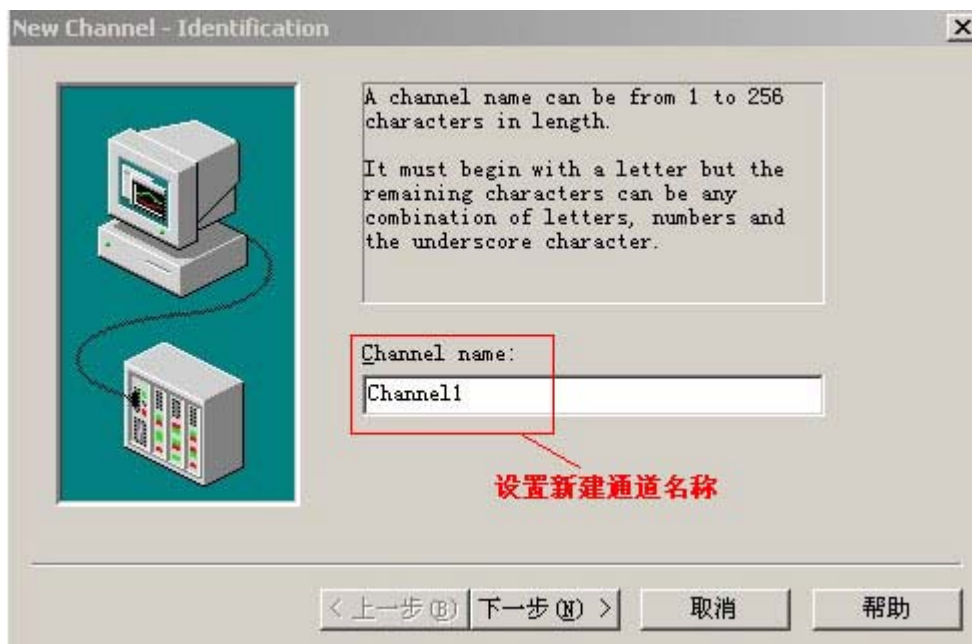 New Channel - Identification
A channel name can be from 1 to 256
characters in length.
It must begin with a letter but the
remaining characters can be any
combination of letters, numbers and
the underscore character.
Channel name:
Channel1
设置新建通道名称
< 上一步(B) 下一步(N) > 取消 帮助